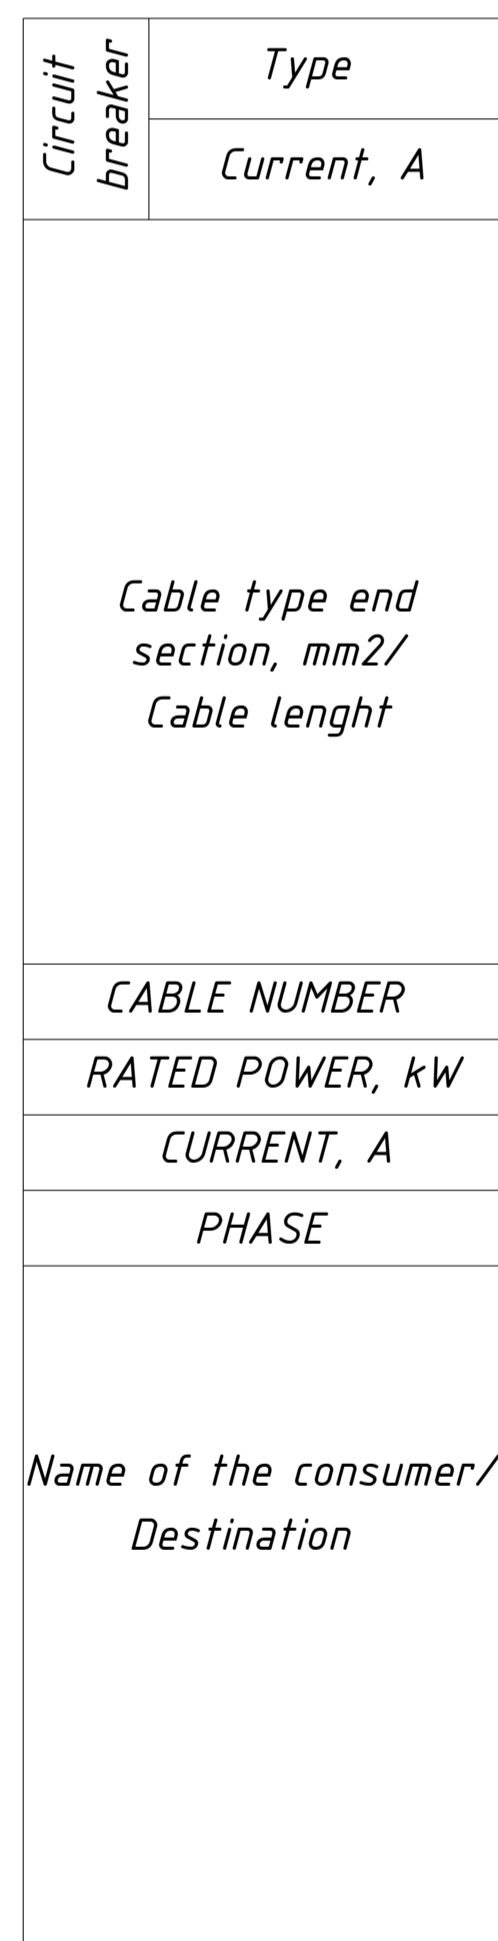 Circuit
breaker
Type
Current, A
Cable type end
section, mm2/
Cable lenght
CABLE NUMBER
RATED POWER, kW
CURRENT, A
PHASE
Name of the consumer/
Destination